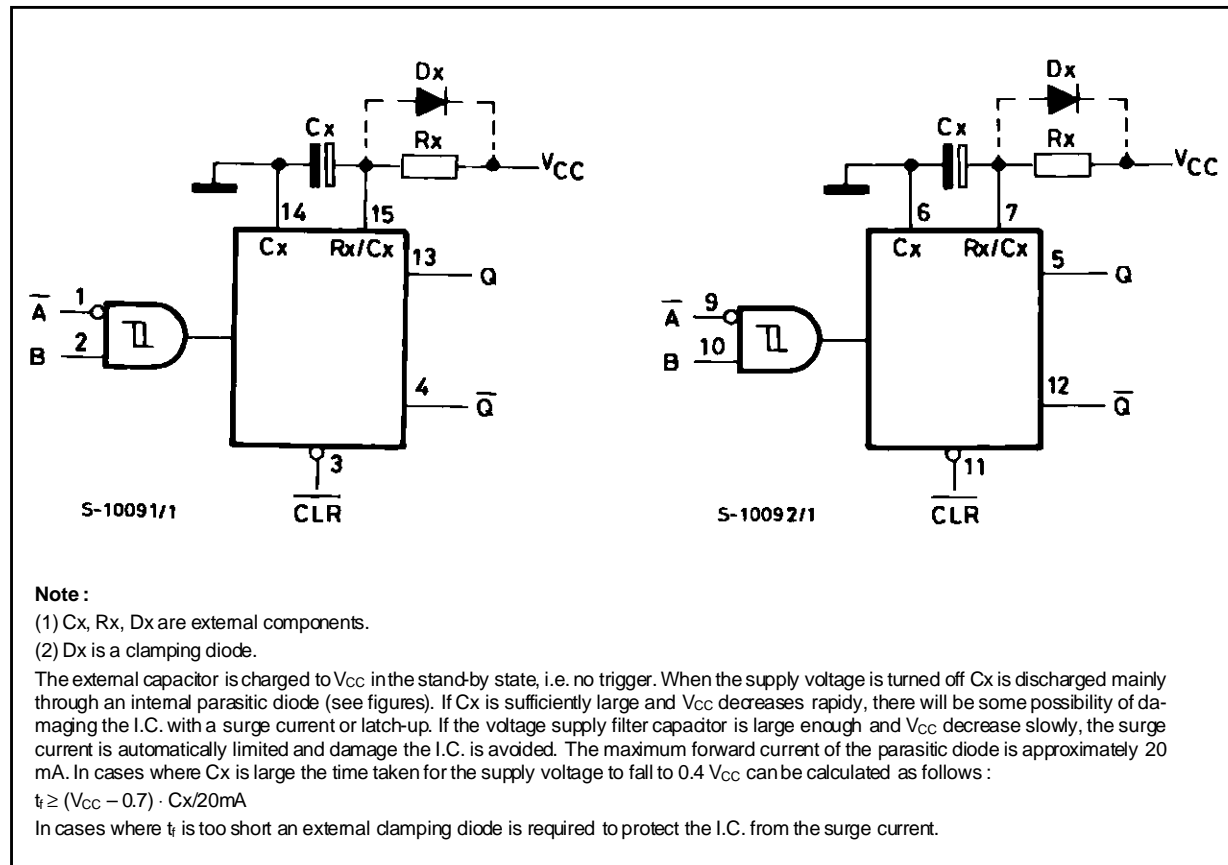 Dx
Cx
Rx
VCC
14
15
Cx
Rx/Cx
13
Q
A̅
1
B
2
4
Q̅
3
C̅L̅R̅
S-10091/1
Dx
Cx
Rx
VCC
6
7
Cx
Rx/Cx
5
Q
A̅
9
B
10
12
Q̅
11
C̅L̅R̅
S-10092/1
Note :
(1) Cx, Rx, Dx are external components.
(2) Dx is a clamping diode.
The external capacitor is charged to VCC in the stand-by state, i.e. no trigger. When the supply voltage is turned off Cx is discharged mainly
through an internal parasitic diode (see figures). If Cx is sufficiently large and VCC decreases rapidly, there will be some possibility of da-
maging the I.C. with a surge current or latch-up. If the voltage supply filter capacitor is large enough and VCC decrease slowly, the surge
current is automatically limited and damage the I.C. is avoided. The maximum forward current of the parasitic diode is approximately 20
mA. In cases where Cx is large the time taken for the supply voltage to fall to 0.4 VCC can be calculated as follows :
tf ≥ (VCC – 0.7) · Cx/20mA
In cases where tf is too short an external clamping diode is required to protect the I.C. from the surge current.